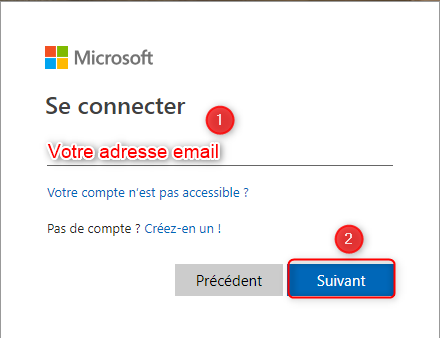 Microsoft
Se connecter
1
Votre adresse email
Votre compte n'est pas accessible ?
Pas de compte ? Créez-en un !
2
Précédent
Suivant